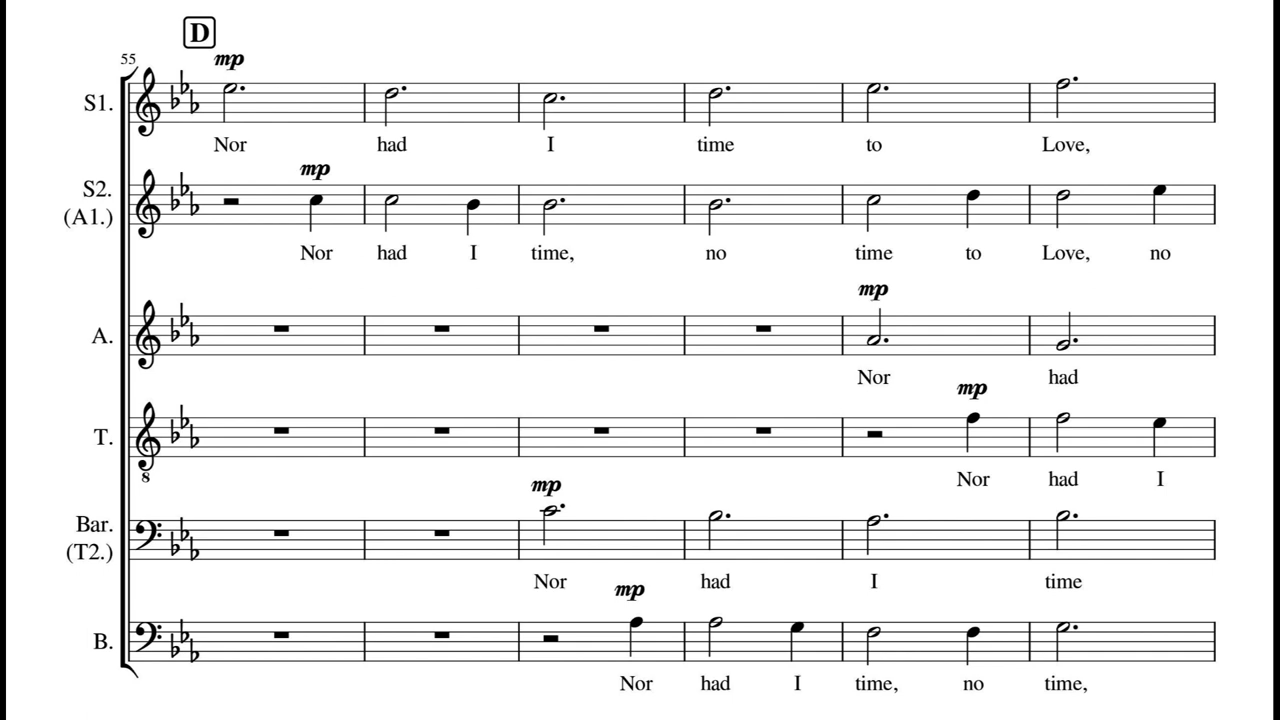 D
55
mp
S1.
Nor had I time to Love,
mp
S2.
(A1.)
Nor had I time, no time to Love, no
mp
A.
Nor had
mp
T.
8
Nor had I
mp
Bar.
(T2.)
Nor had I time
mp
B.
Nor had I time, no time,